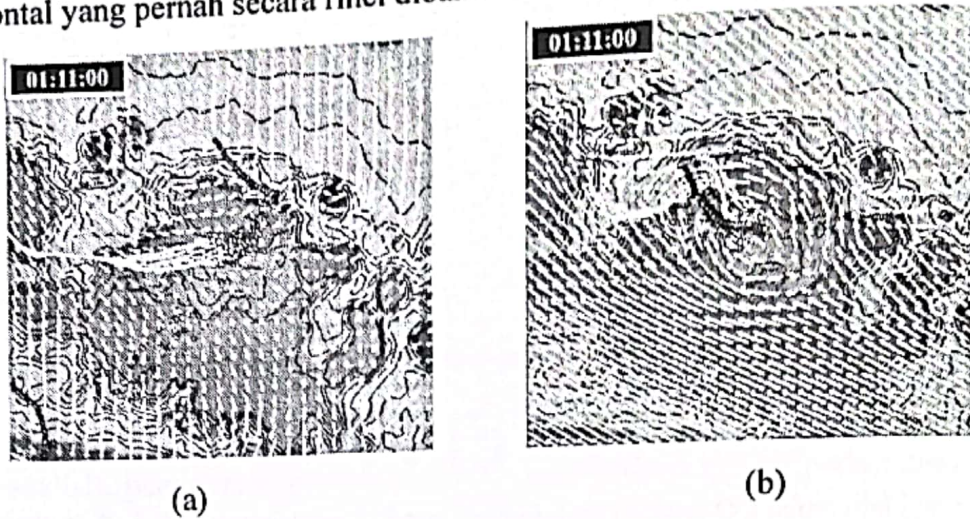 ontal yang pernah secara rinci
01:11:00
01:11:00
(a)
(b)